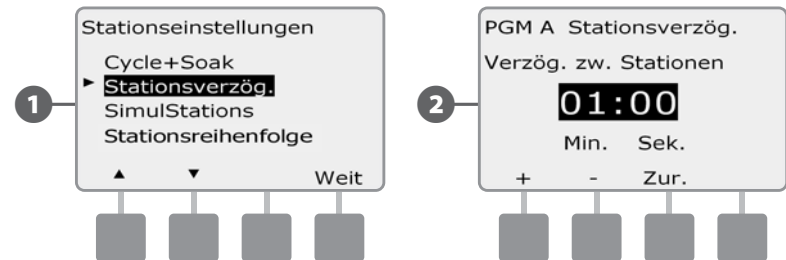 1
Stationseinstellungen
Cycle+Soak
► Stationsverzög.
SimulStations
Stationsreihenfolge
▲ ▼ Weit
2
PGM A Stationsverzög.
Verzög. zw. Stationen
01:00
Min. Sek.
+ - Zur.